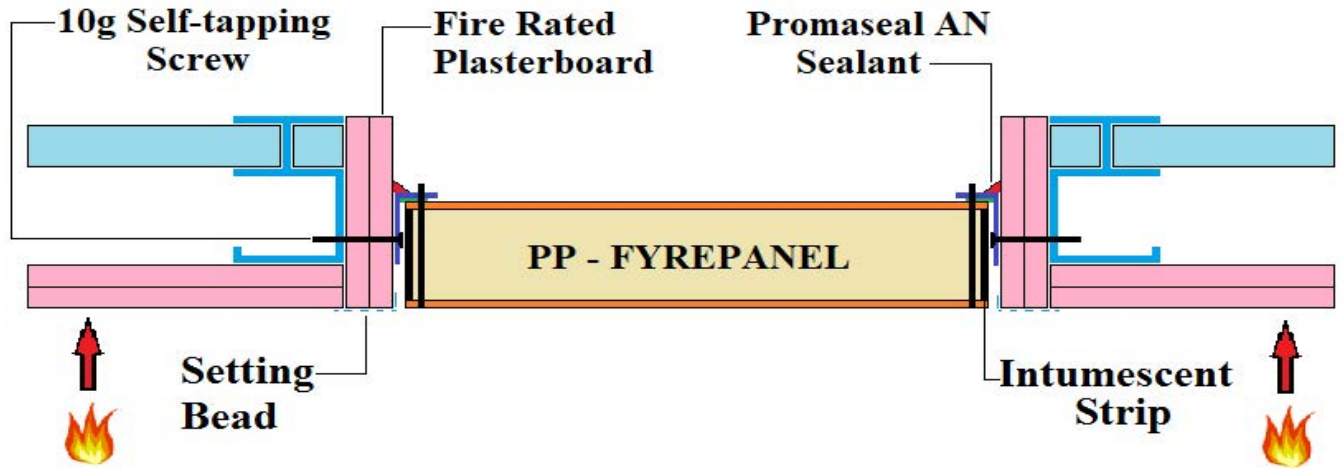 10g Self-tapping
Screw
Fire Rated
Plasterboard
Promaseal AN
Sealant
PP - FYREPANEL
Setting
Bead
Intumescent
Strip